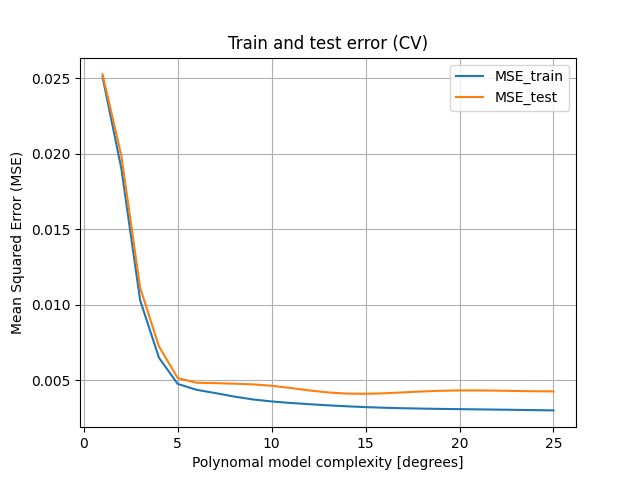 Train and test error (CV)
MSE_train
MSE_test
0.025
0.020
0.015
0.010
0.005
Mean Squared Error (MSE)
0
5
10
15
20
25
Polynomal model complexity [degrees]